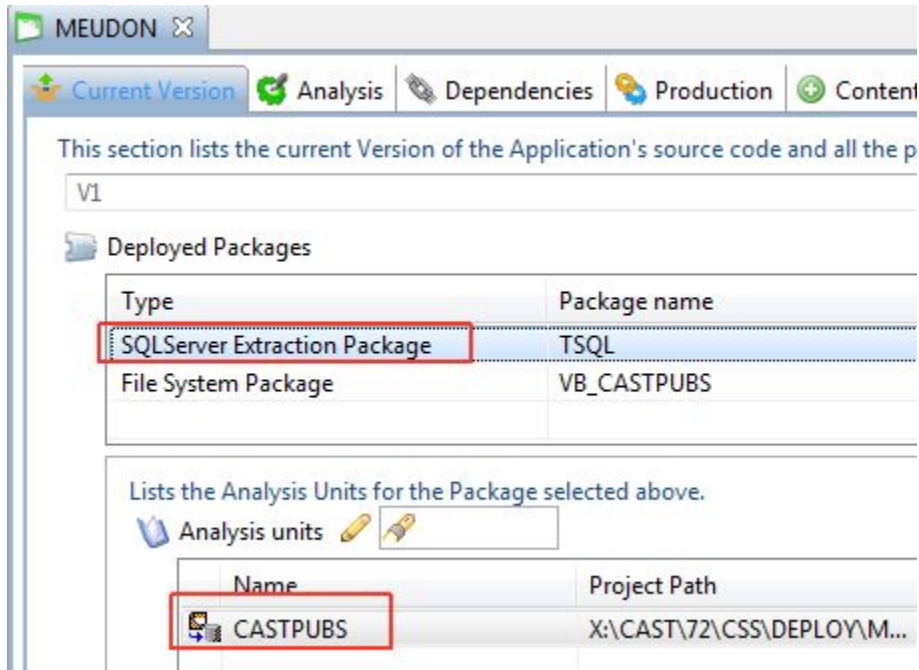 MEUDON
Current Version Analysis Dependencies Production Content
This section lists the current Version of the Application's source code and all the p
V1
Deployed Packages
Type Package name
SQLServer Extraction Package TSQL
File System Package VB_CASTPUBS
Lists the Analysis Units for the Package selected above.
Analysis units
Name Project Path
CASTPUBS X:\CAST\72\CSS\DEPLOY\M...